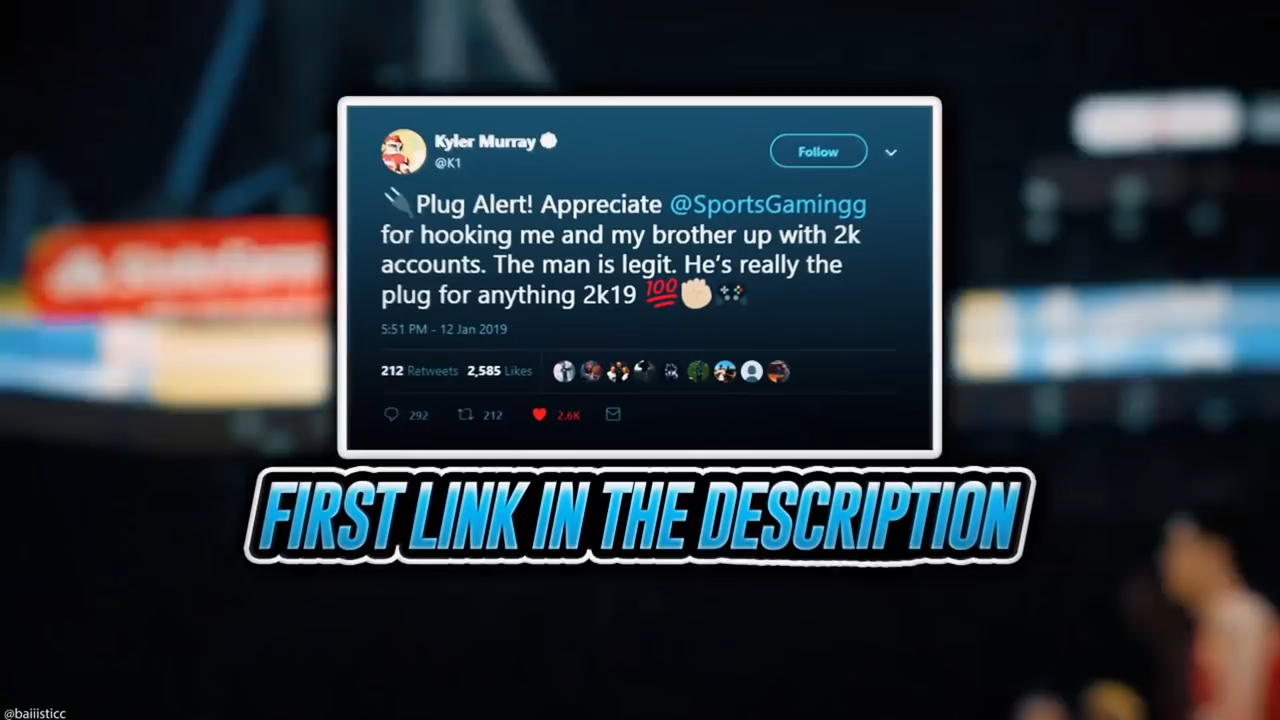 Kyler Murray
@K1
Follow
Plug Alert! Appreciate @SportsGamingg
for hooking me and my brother up with 2k
accounts. The man is legit. He's really the
plug for anything 2k19 💯✊🏼🎮
5:51 PM - 12 Jan 2019
212 Retweets 2,585 Likes
292 212 2.6K
FIRST LINK IN THE DESCRIPTION
@baiiisticc